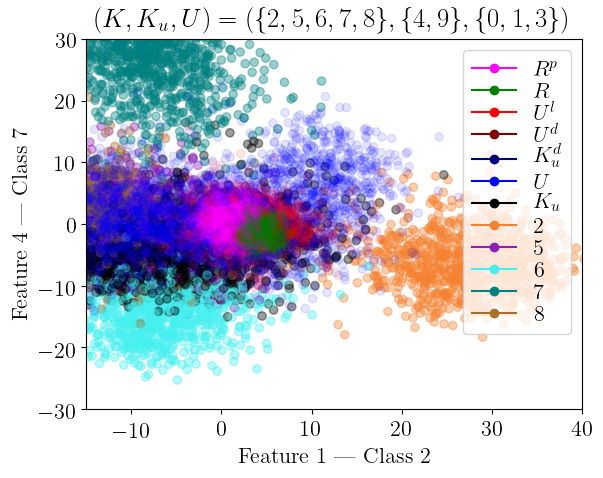 (K, K_u, U) = ({2, 5, 6, 7, 8}, {4, 9}, {0, 1, 3})
30
20
10
0
−10
−20
−30
Feature 4 — Class 7
R^p
R
U^l
U^d
K_u^d
U
K_u
2
5
6
7
8
−10
0
10
20
30
40
Feature 1 — Class 2